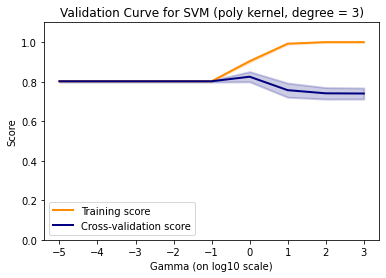 Validation Curve for SVM (poly kernel, degree = 3)
1.0
0.8
0.6
0.4
0.2
0.0
Score
Training score
Cross-validation score
−5 −4 −3 −2 −1 0 1 2 3
Gamma (on log10 scale)